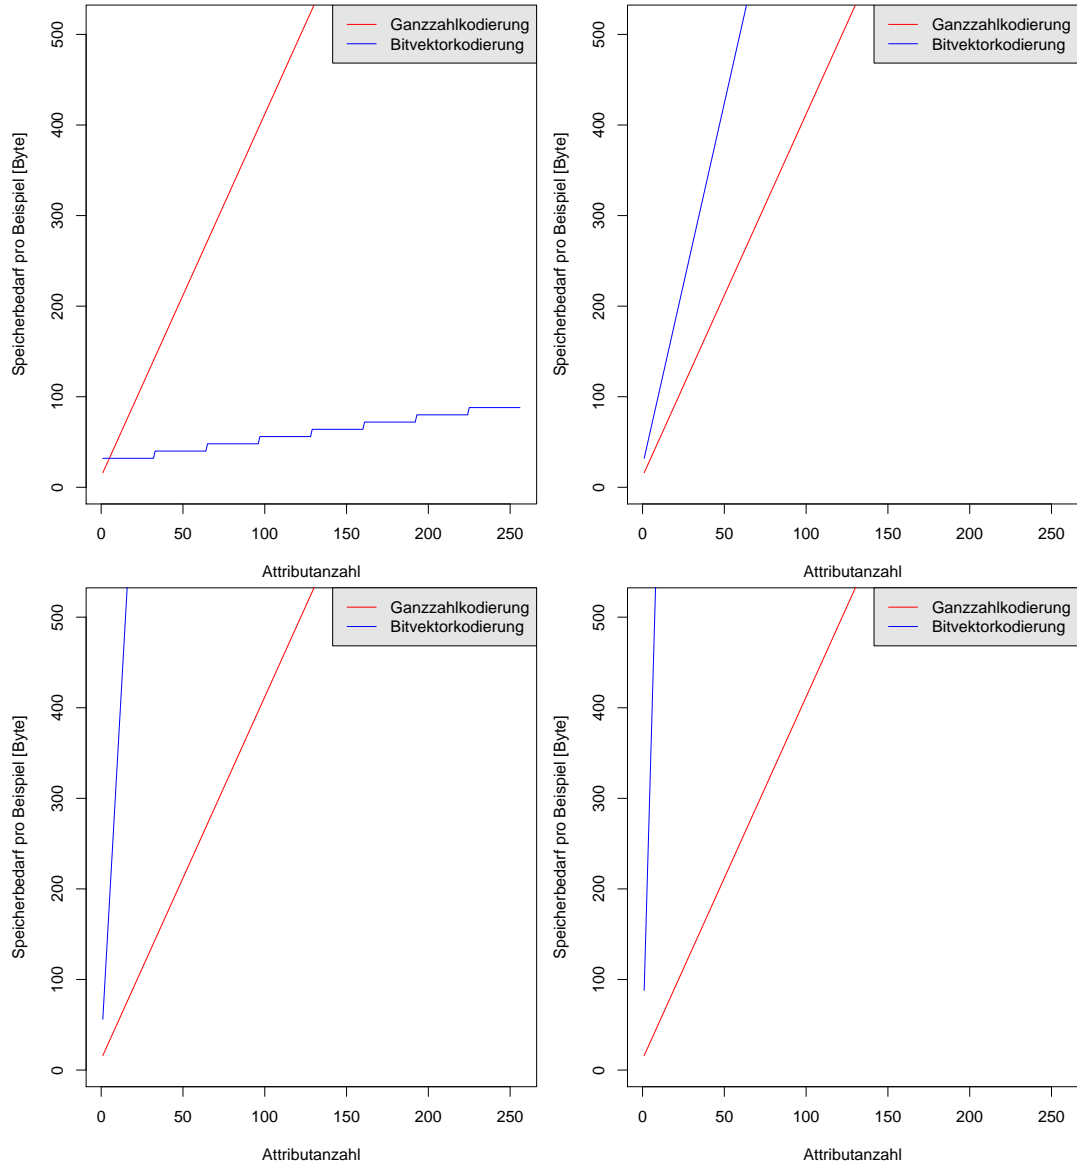 Ganzzahlkodierung
Bitvektorkodierung
Speicherbedarf pro Beispiel [Byte]
0 100 200 300 400 500
0 50 100 150 200 250
Attributanzahl
Ganzzahlkodierung
Bitvektorkodierung
Speicherbedarf pro Beispiel [Byte]
0 100 200 300 400 500
0 50 100 150 200 250
Attributanzahl
Ganzzahlkodierung
Bitvektorkodierung
Speicherbedarf pro Beispiel [Byte]
0 100 200 300 400 500
0 50 100 150 200 250
Attributanzahl
Ganzzahlkodierung
Bitvektorkodierung
Speicherbedarf pro Beispiel [Byte]
0 100 200 300 400 500
0 50 100 150 200 250
Attributanzahl